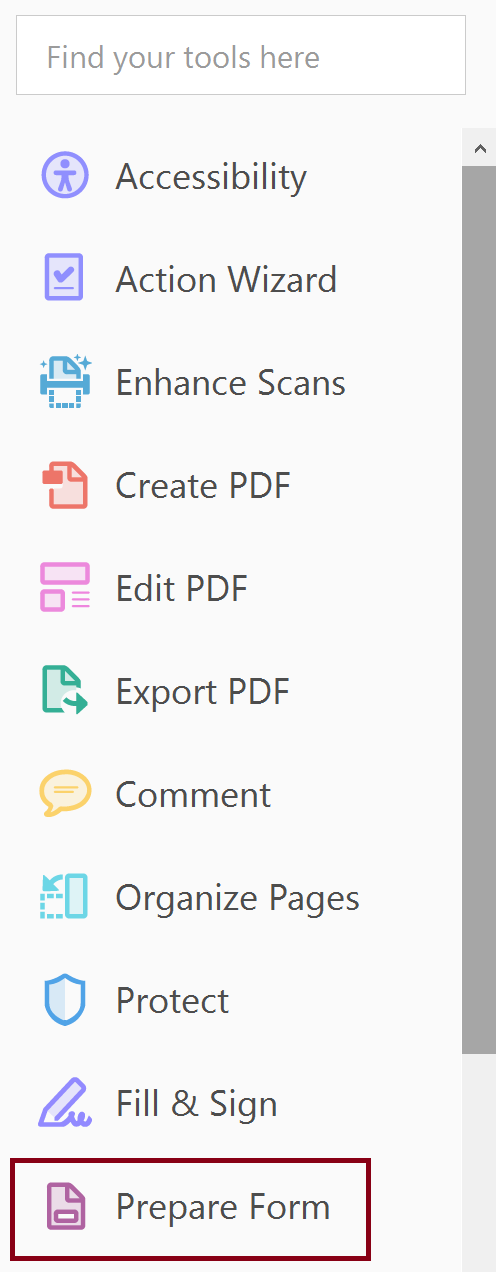 Find your tools here
Accessibility
Action Wizard
Enhance Scans
Create PDF
Edit PDF
Export PDF
Comment
Organize Pages
Protect
Fill & Sign
Prepare Form